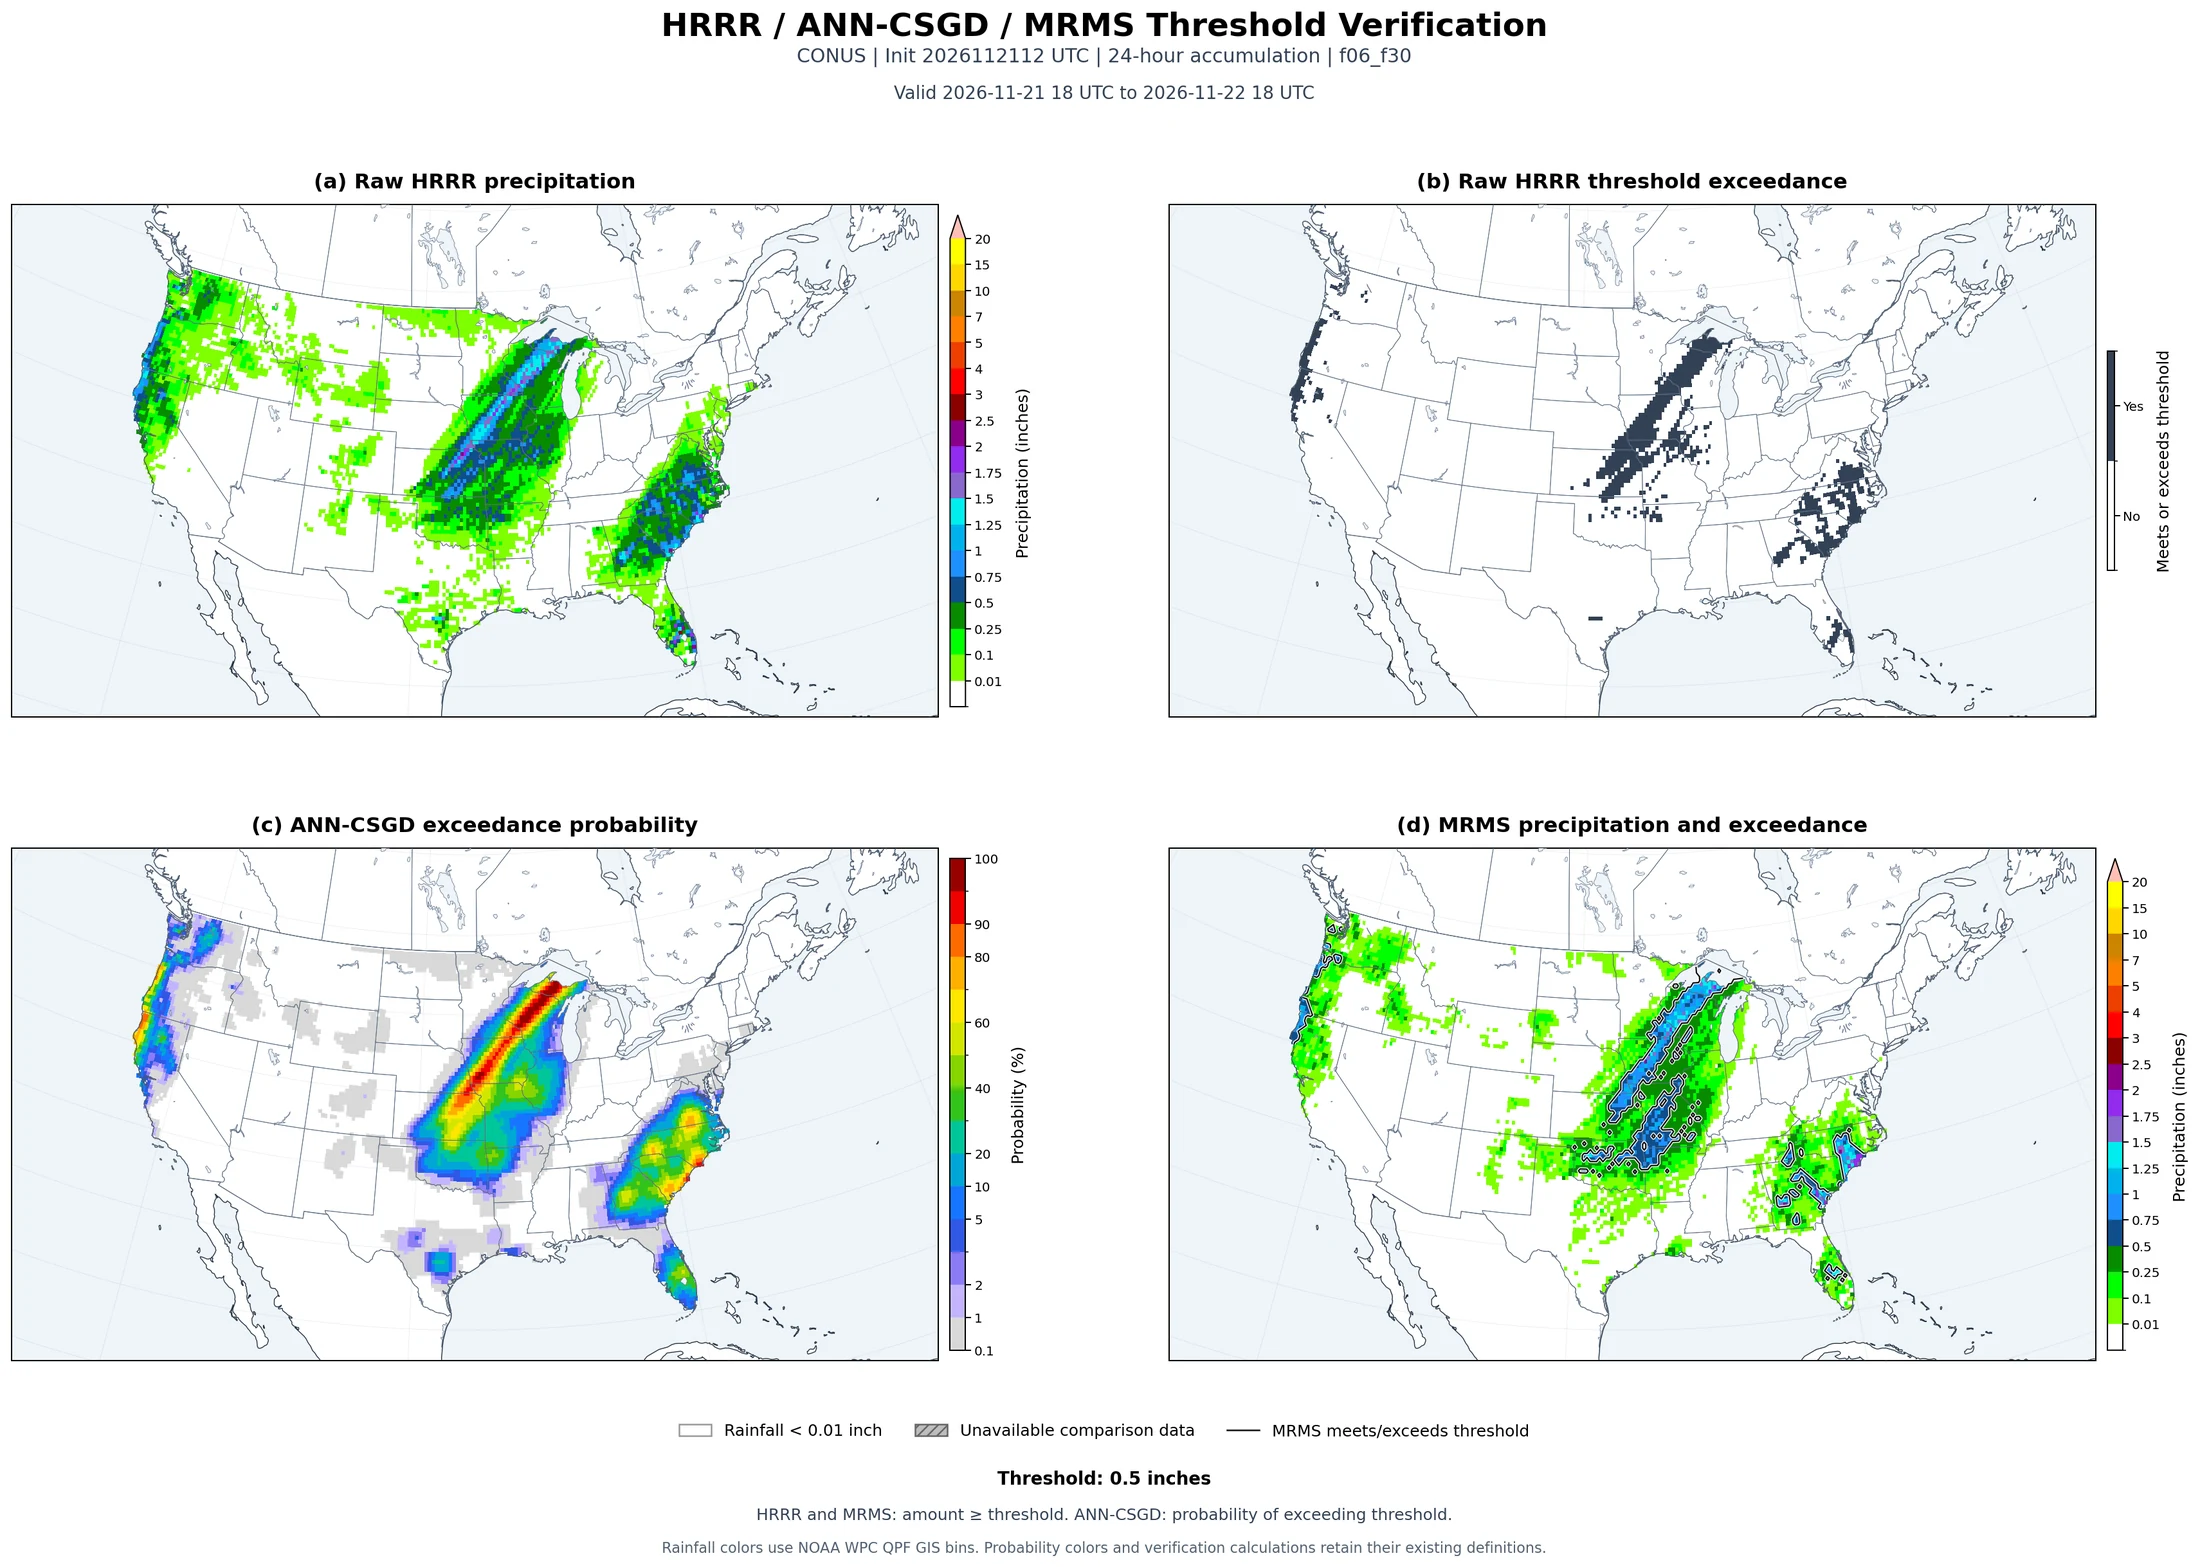 HRRR / ANN-CSGD / MRMS Threshold Verification
CONUS | Init 2026112112 UTC | 24-hour accumulation | f06_f30
Valid 2026-11-21 18 UTC to 2026-11-22 18 UTC
(a) Raw HRRR precipitation
20
15
10
7
5
4
3
2.5
2
1.75
1.5
1.25
1
0.75
0.5
0.25
0.1
0.01
Precipitation (inches)
(b) Raw HRRR threshold exceedance
Yes
No
Meets or exceeds threshold
(c) ANN-CSGD exceedance probability
100
90
80
60
40
20
10
5
2
1
0.1
Probability (%)
(d) MRMS precipitation and exceedance
20
15
10
7
5
4
3
2.5
2
1.75
1.5
1.25
1
0.75
0.5
0.25
0.1
0.01
Precipitation (inches)
Rainfall < 0.01 inch
Unavailable comparison data
MRMS meets/exceeds threshold
Threshold: 0.5 inches
HRRR and MRMS: amount ≥ threshold. ANN-CSGD: probability of exceeding threshold.
Rainfall colors use NOAA WPC QPF GIS bins. Probability colors and verification calculations retain their existing definitions.